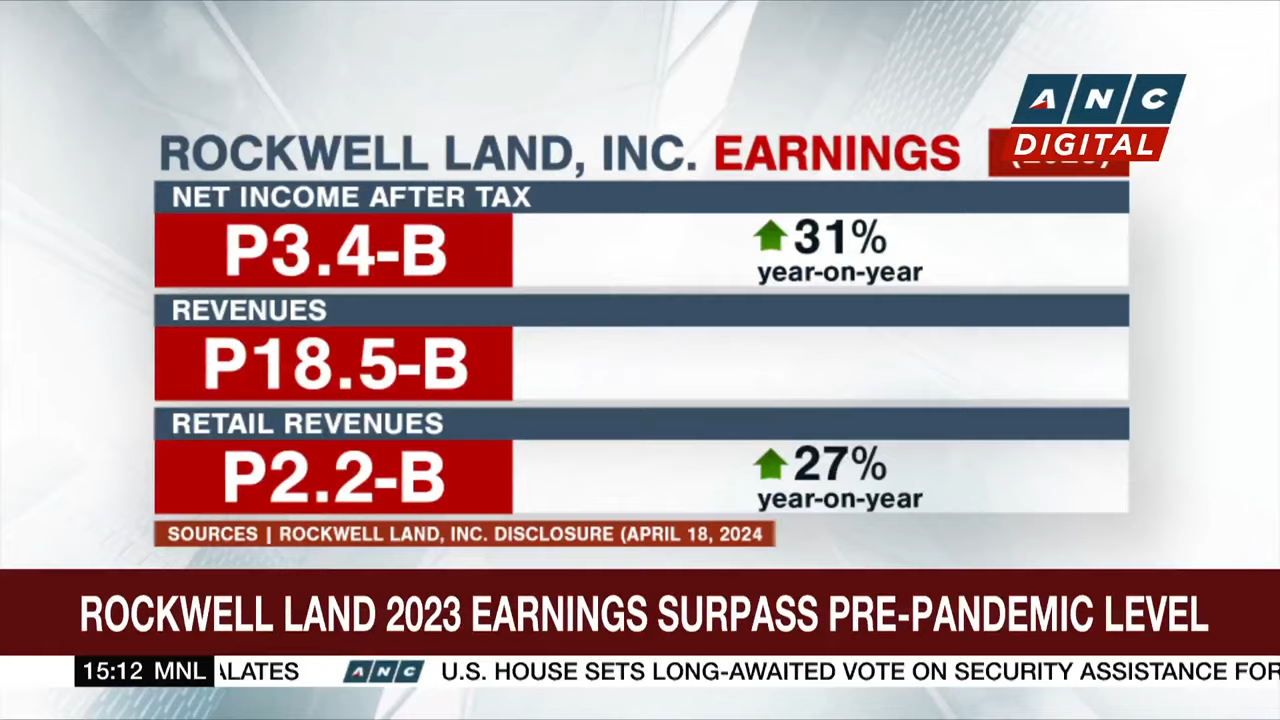 ANC
DIGITAL
ROCKWELL LAND, INC. EARNINGS
NET INCOME AFTER TAX
P3.4-B
31%
year-on-year
REVENUES
P18.5-B
RETAIL REVENUES
P2.2-B
27%
year-on-year
SOURCES | ROCKWELL LAND, INC. DISCLOSURE (APRIL 18, 2024
ROCKWELL LAND 2023 EARNINGS SURPASS PRE-PANDEMIC LEVEL
15:12 MNL ALATES ANC U.S. HOUSE SETS LONG-AWAITED VOTE ON SECURITY ASSISTANCE FOR